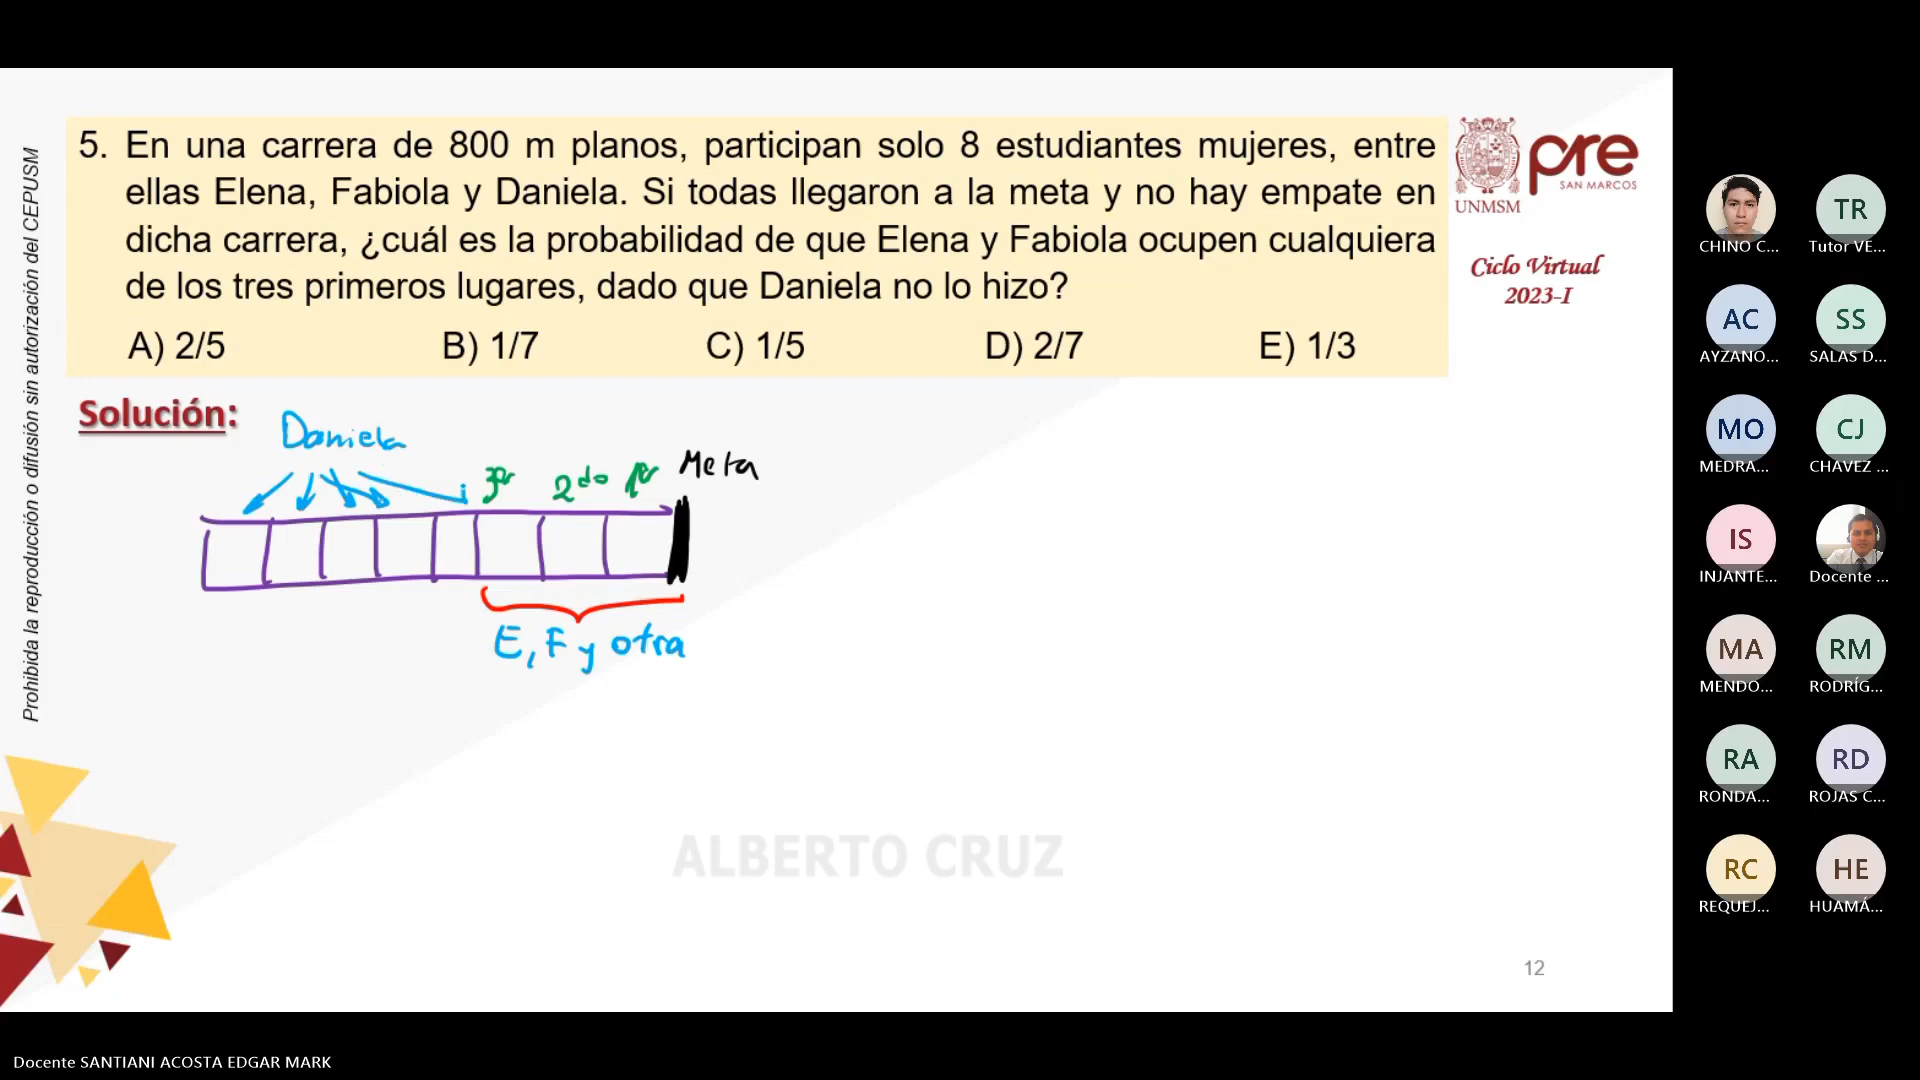 Prohibida la reproducción o difusión sin autorización del CEPUSM
5. En una carrera de 800 m planos, participan solo 8 estudiantes mujeres, entre
ellas Elena, Fabiola y Daniela. Si todas llegaron a la meta y no hay empate en
dicha carrera, ¿cuál es la probabilidad de que Elena y Fabiola ocupen cualquiera
de los tres primeros lugares, dado que Daniela no lo hizo?
A) 2/5 B) 1/7 C) 1/5 D) 2/7 E) 1/3
UNMSM
pre
SAN MARCOS
Ciclo Virtual
2023-I
Solución:
Daniela
3er 2do 1er Meta
E, F y otra
ALBERTO CRUZ
12
CHINO C...
TR
Tutor VE...
AC
AYZANO...
SS
SALAS D...
MO
MEDRA...
CJ
CHAVEZ ...
IS
INJANTE...
Docente ...
MA
MENDO...
RM
RODRÍG...
RA
RONDA...
RD
ROJAS C...
RC
REQUEJ...
HE
HUAMÁ...
Docente SANTIANI ACOSTA EDGAR MARK